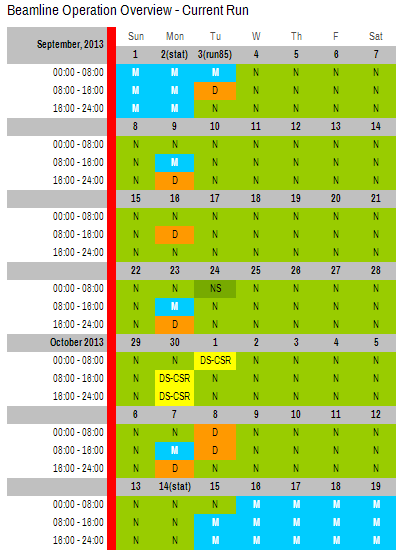 Beamline Operation Overview - Current Run
Sun Mon Tu W Th F Sat
September, 2013 1 2(stat) 3(run85) 4 5 6 7
00:00 - 08:00 M M M N N N N
08:00 - 16:00 M M D N N N N
16:00 - 24:00 M M N N N N N
8 9 10 11 12 13 14
00:00 - 08:00 N N N N N N N
08:00 - 16:00 N M N N N N N
16:00 - 24:00 N D N N N N N
15 16 17 18 19 20 21
00:00 - 08:00 N N N N N N N
08:00 - 16:00 N D N N N N N
16:00 - 24:00 N N N N N N N
22 23 24 25 26 27 28
00:00 - 08:00 N N NS N N N N
08:00 - 16:00 N M N N N N N
16:00 - 24:00 N D N N N N N
October 2013 29 30 1 2 3 4 5
00:00 - 08:00 N N DS-CSR N N N N
08:00 - 16:00 N DS-CSR N N N N N
16:00 - 24:00 N DS-CSR N N N N N
6 7 8 9 10 11 12
00:00 - 08:00 N N D N N N N
08:00 - 16:00 N M D N N N N
16:00 - 24:00 N D N N N N N
13 14(stat) 15 16 17 18 19
00:00 - 08:00 N N N M M M M
08:00 - 16:00 N N M M M M M
16:00 - 24:00 N N M M M M M